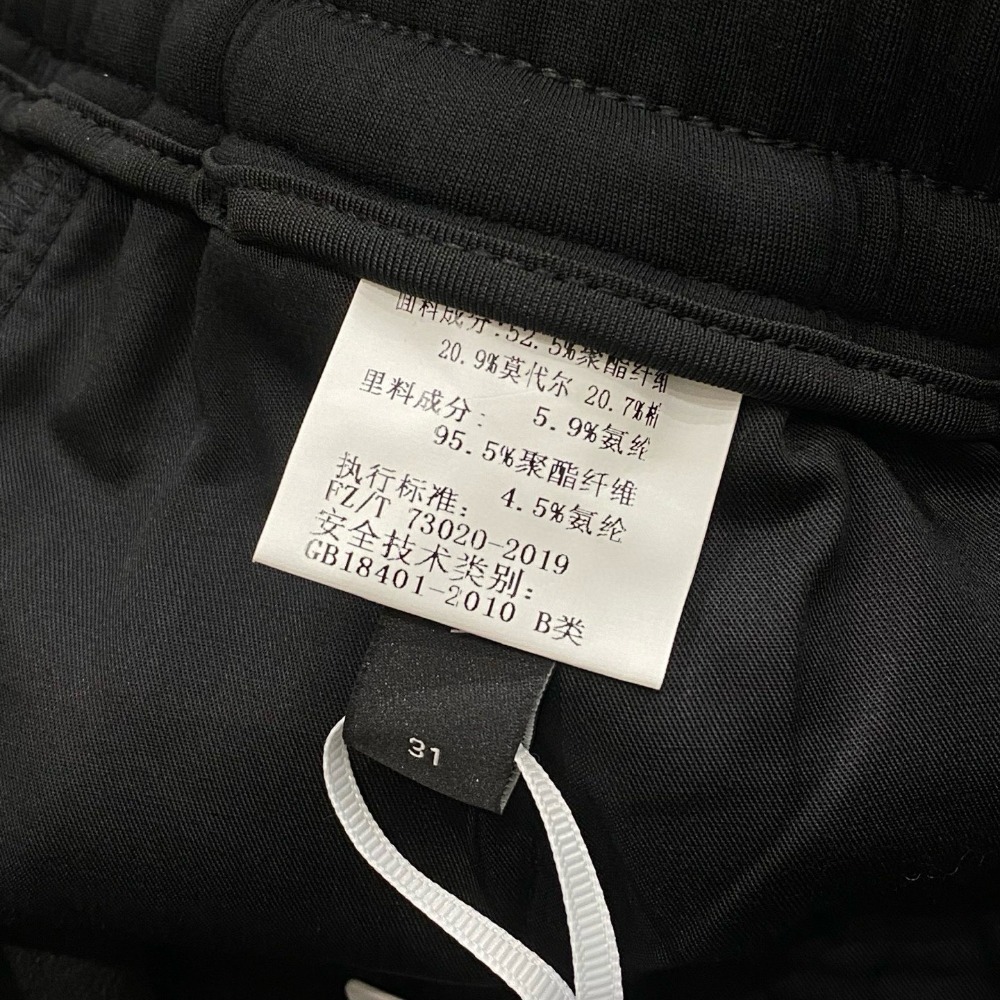 面料成分:52.5%聚酯纤维
20.9%莫代尔 20.7%棉
5.9%氨纶
里料成分:
95.5%聚酯纤维
4.5%氨纶
执行标准:
FZ/T 73020-2019
安全技术类别:
GB18401-2010 B类
31